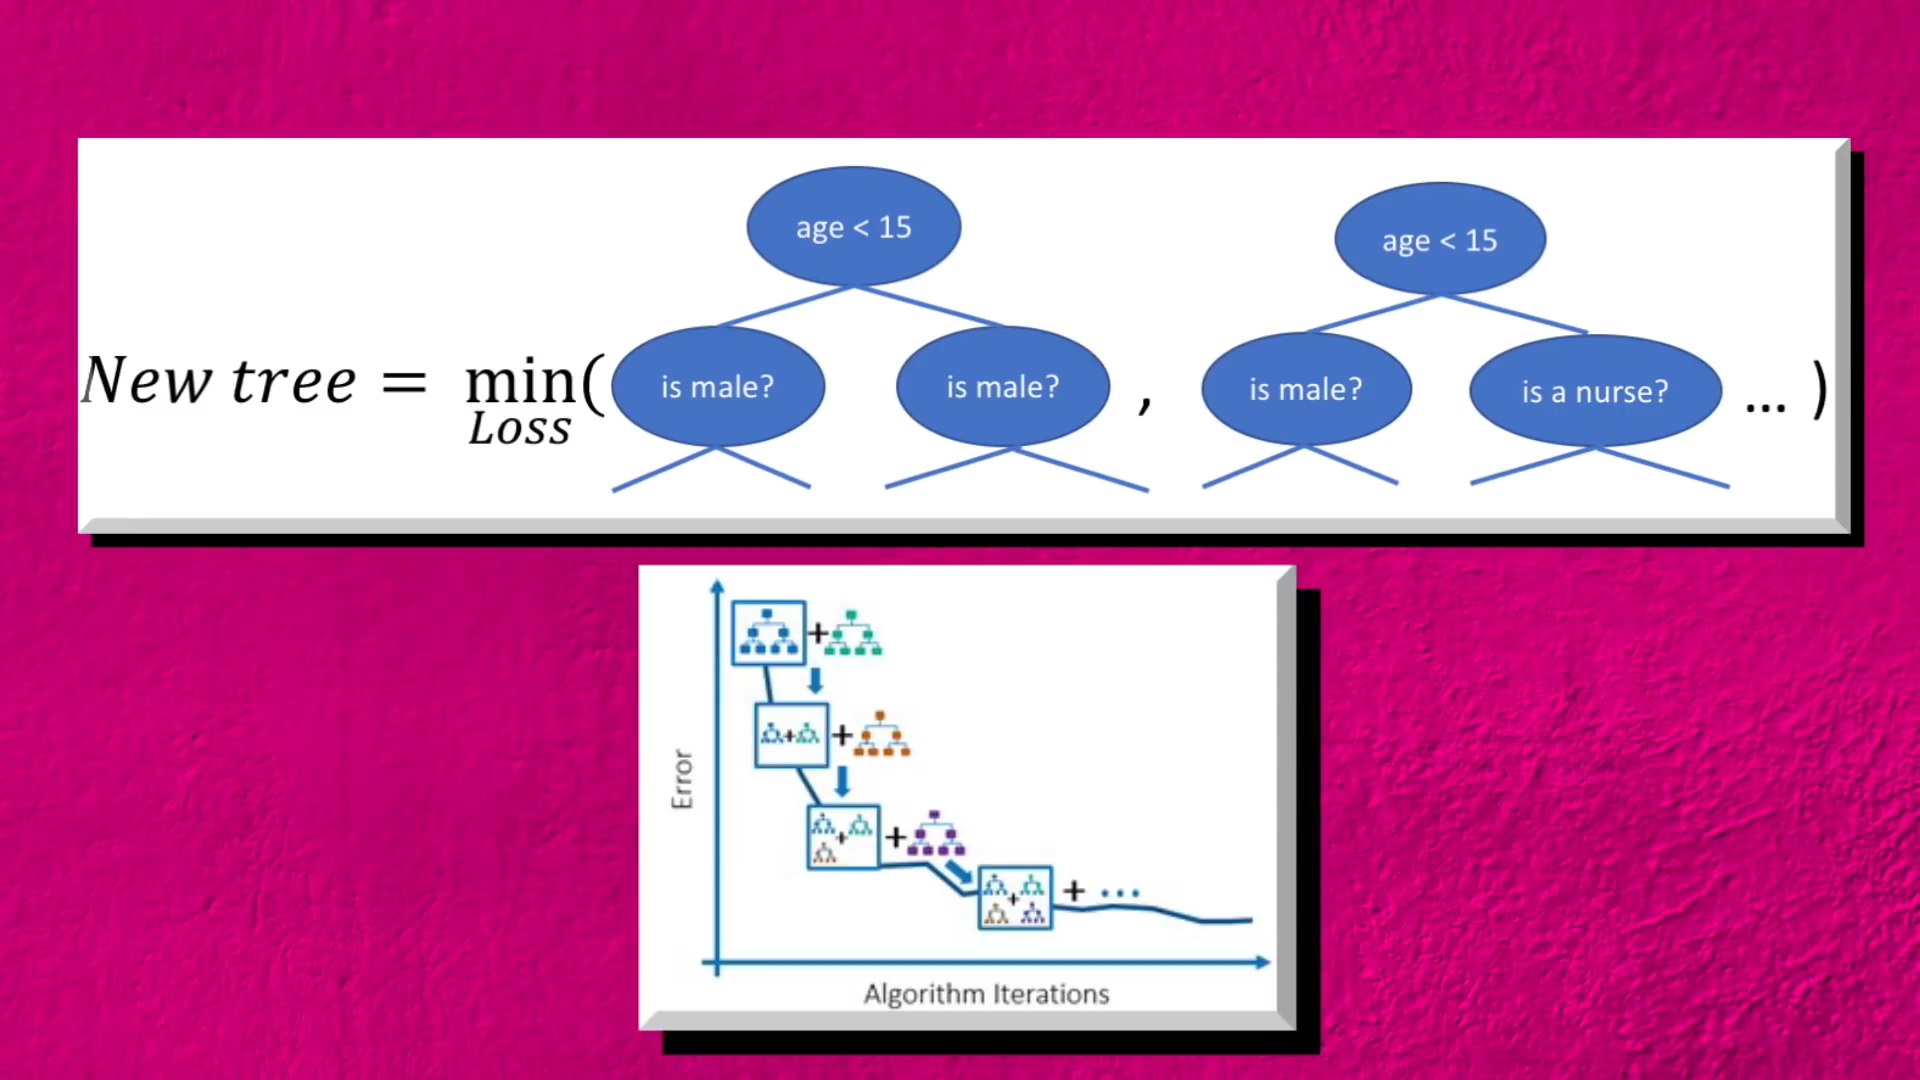 age < 15
age < 15
New tree = min( is male? is male? , is male? is a nurse? ... )
Loss
+
+
+
+
+
+ ...
Error
Algorithm Iterations